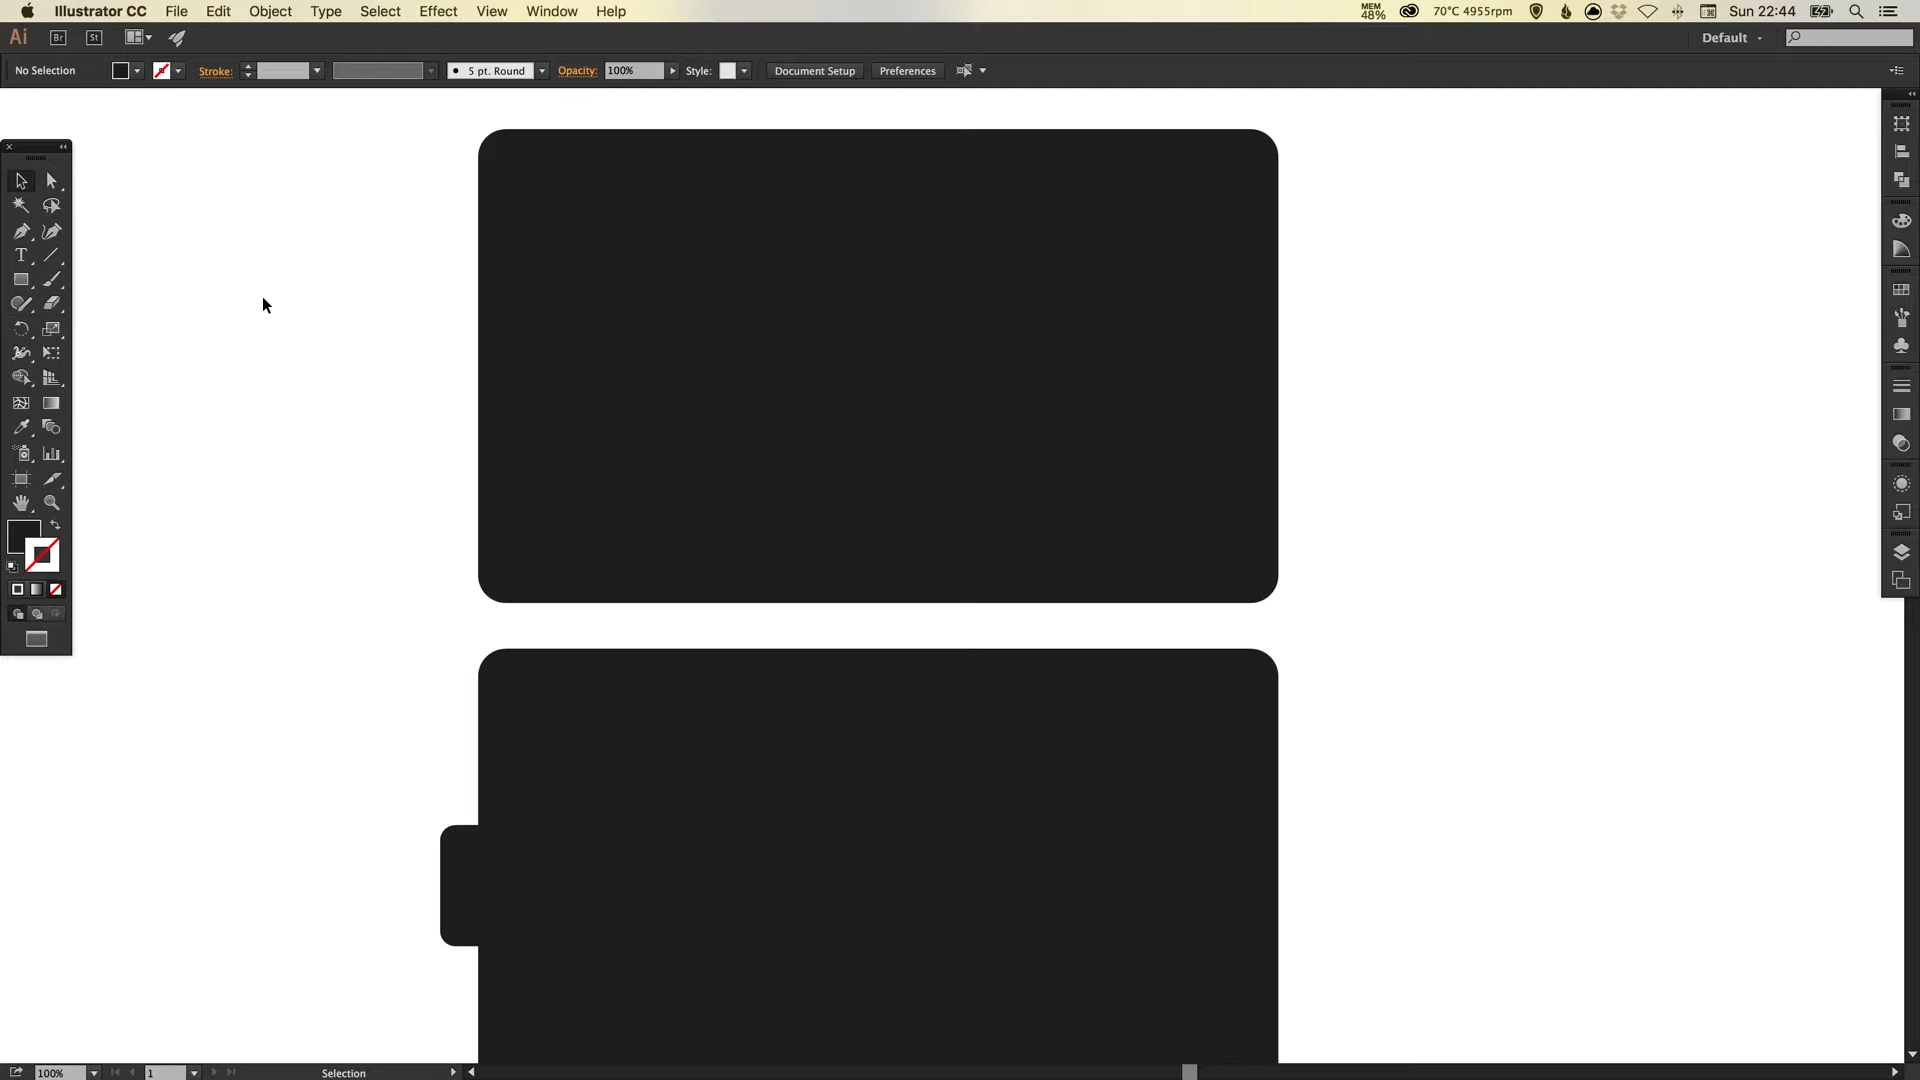 Illustrator CC File Edit Object Type Select Effect View Window Help MEM 48% 70°C 4955rpm Sun 22:44
Ai Br St Default
No Selection Stroke: 5 pt. Round Opacity: 100% Style: Document Setup Preferences
T
100% 1 Selection